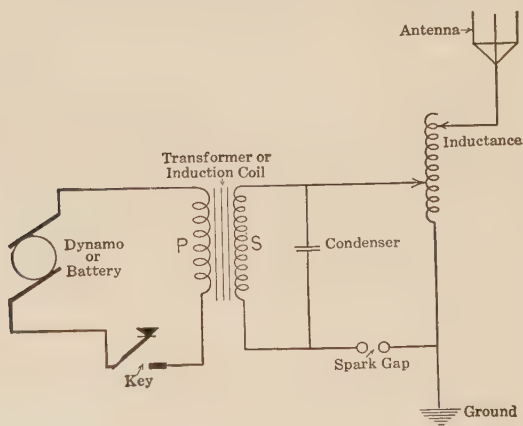 Antenna
Inductance
Transformer or
Induction Coil
P
S
Dynamo
or
Battery
Condenser
Key
Spark Gap
Ground